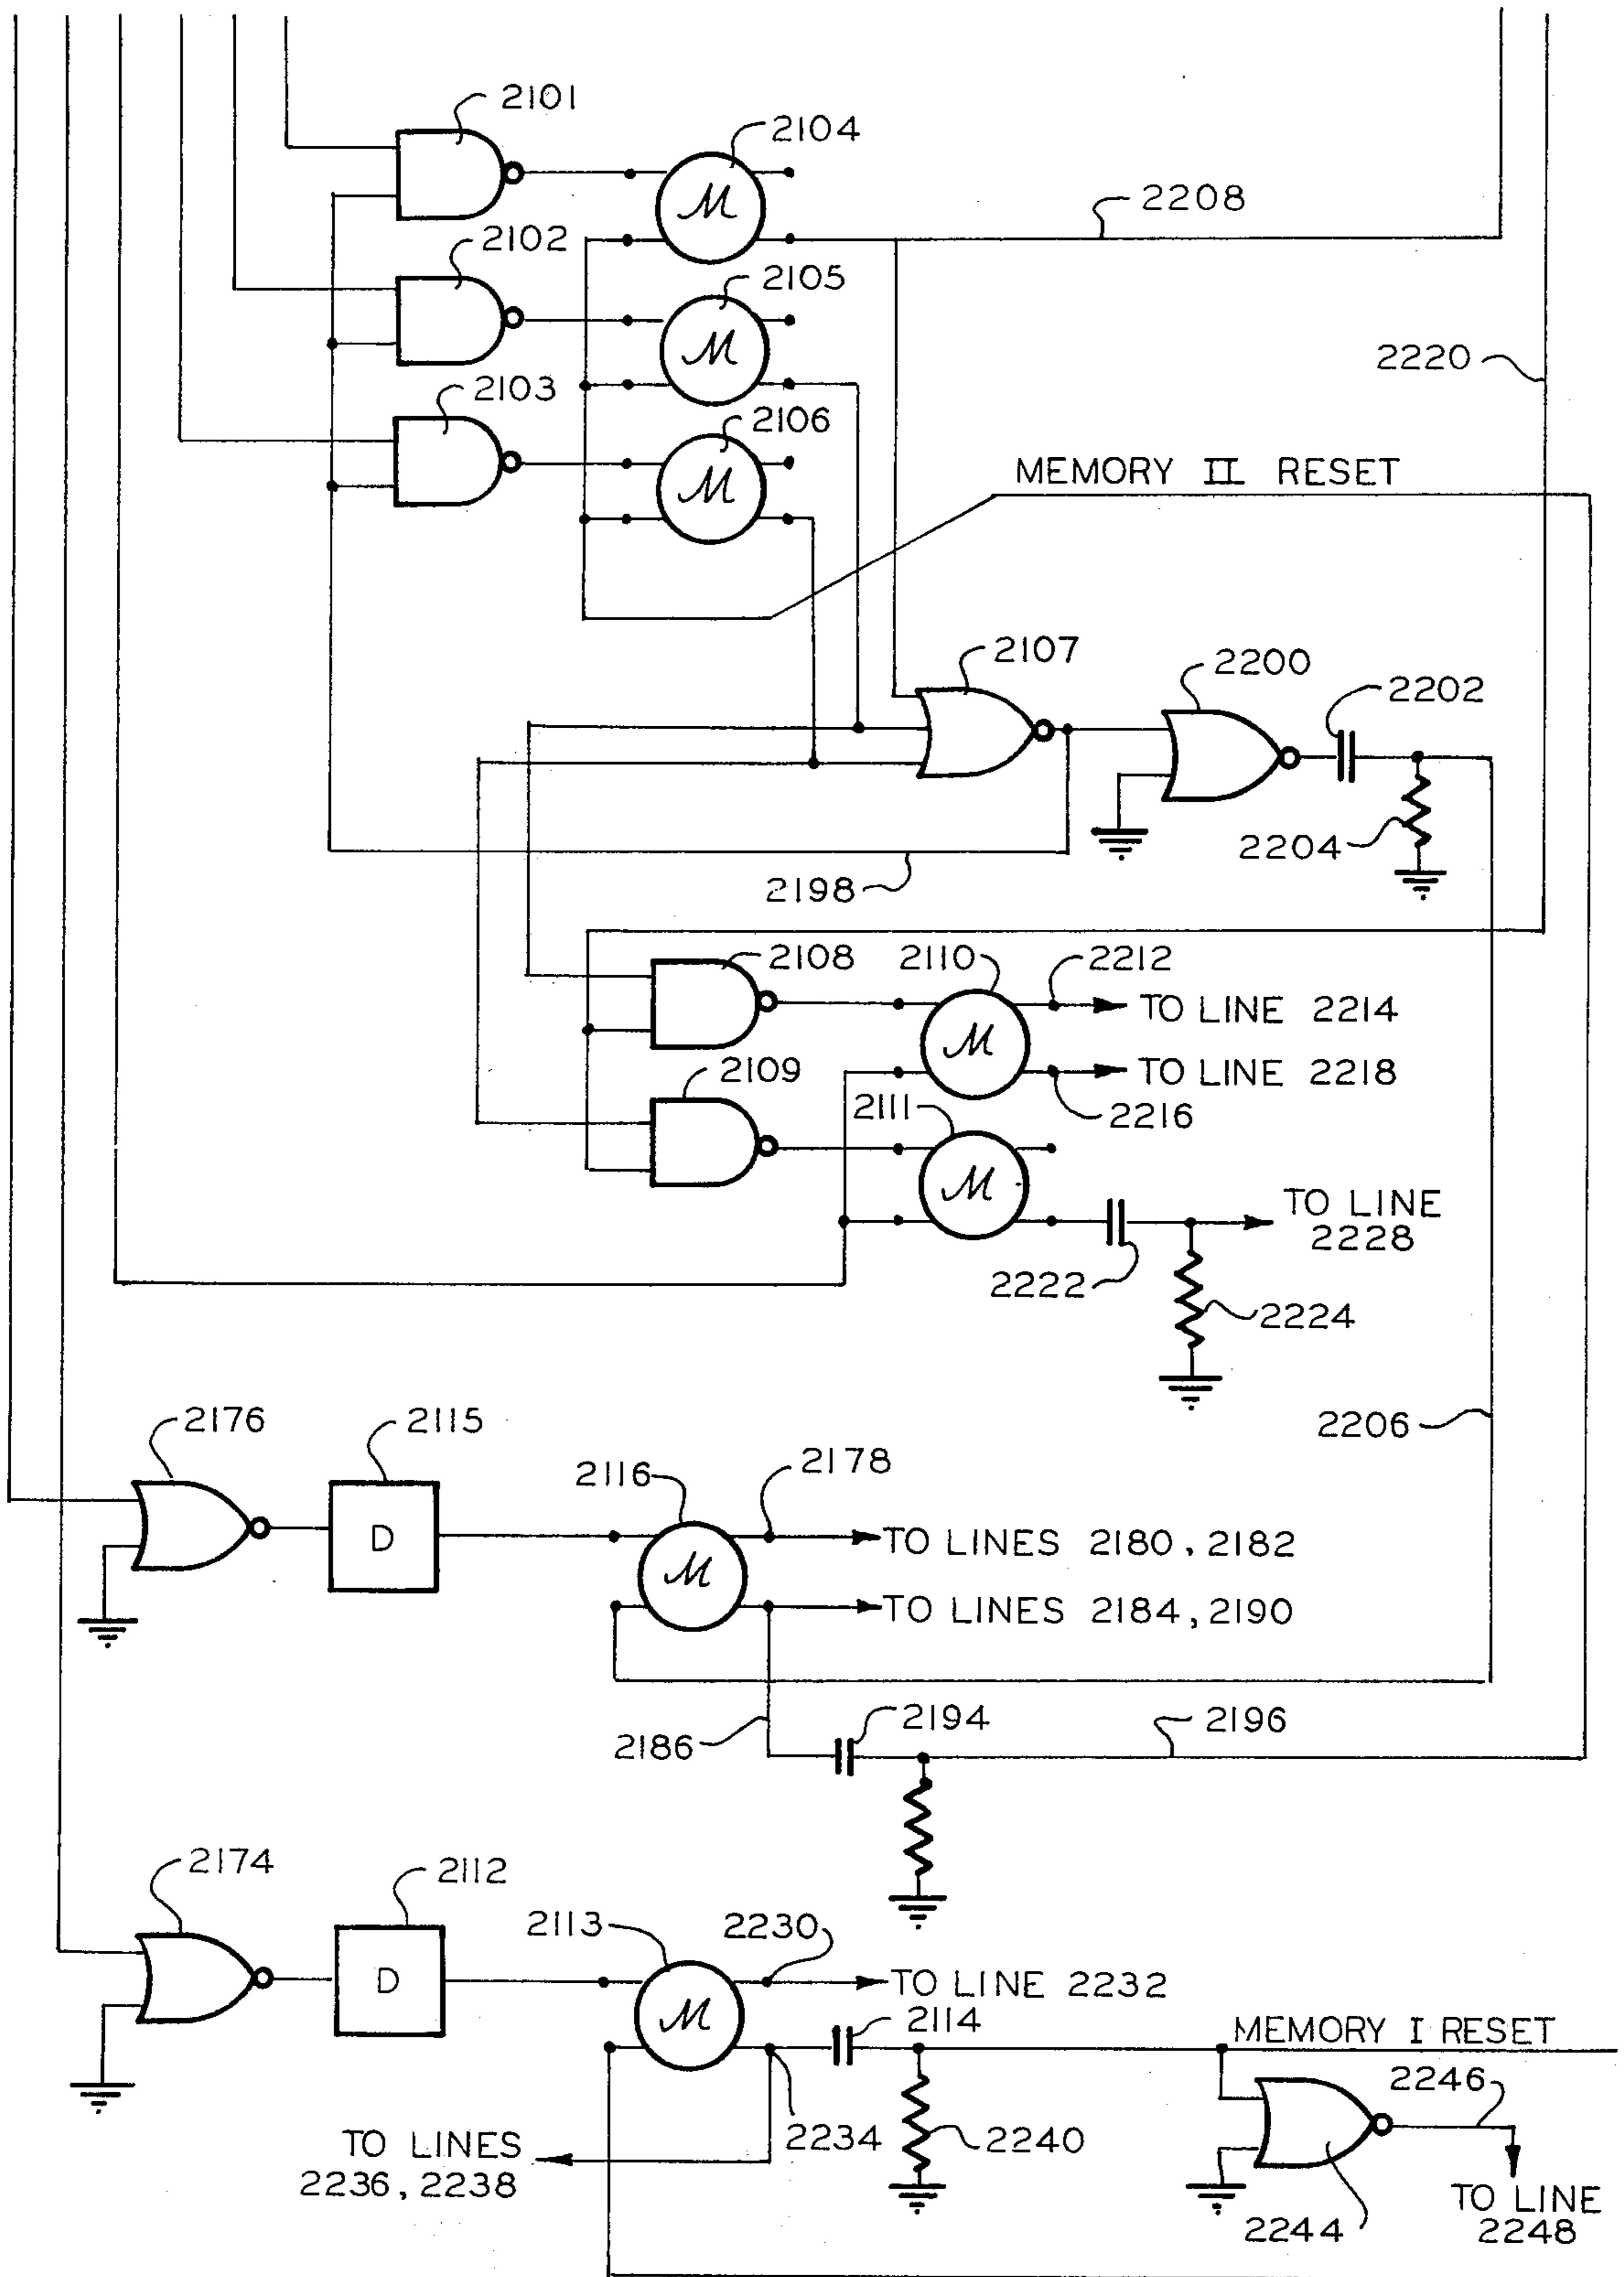 2101
2104
M
2208
2102
2105
M
2220
2103
2106
M
MEMORY II RESET
2107
2200
2202
2204
2198
2108
2110
2212
TO LINE 2214
M
TO LINE 2218
2109
2111
2216
M
TO LINE
2228
2222
2224
2176
2115
2206
2116
2178
D
TO LINES 2180, 2182
M
TO LINES 2184, 2190
2194
2196
2186
2174
2112
2113
2230
D
TO LINE 2232
M
2114
MEMORY I RESET
2246
2234
2240
TO LINES
2236, 2238
TO LINE
2248
2244